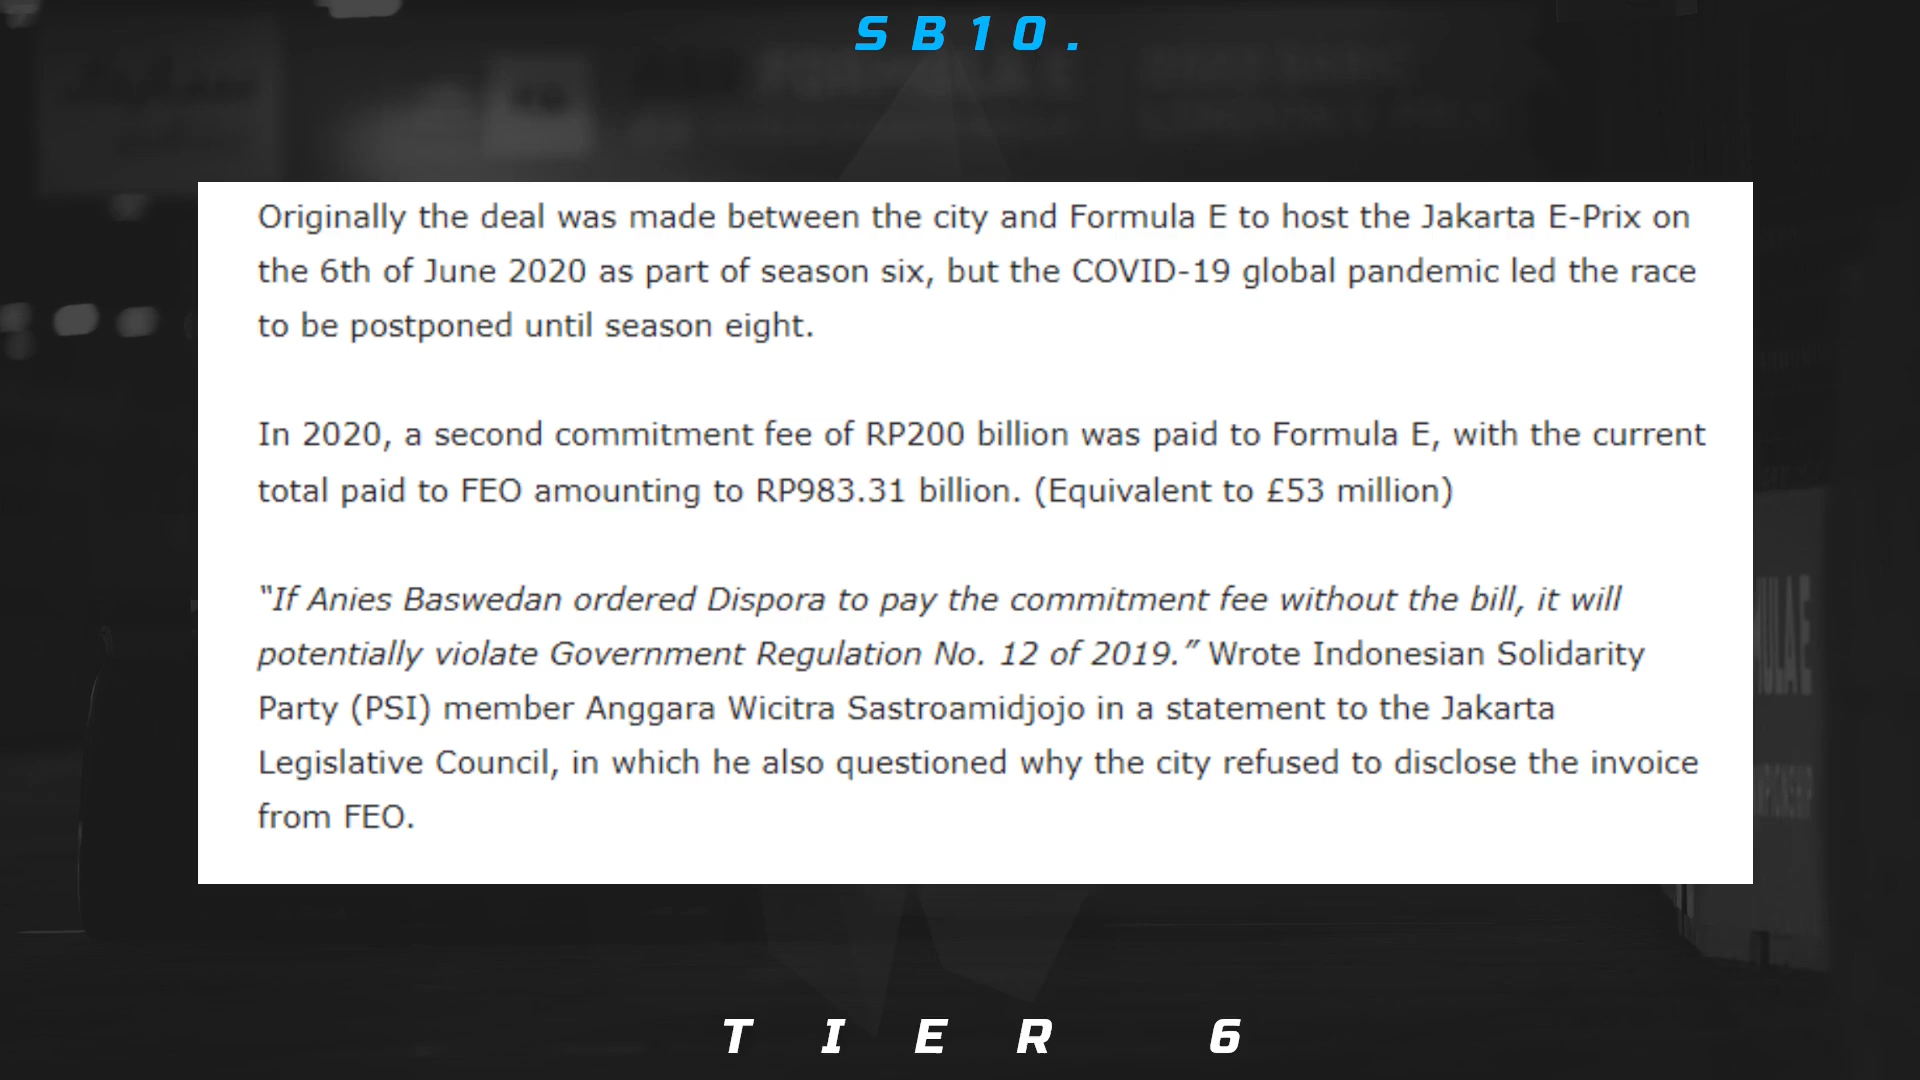 SB10.
Originally the deal was made between the city and Formula E to host the Jakarta E-Prix on
the 6th of June 2020 as part of season six, but the COVID-19 global pandemic led the race
to be postponed until season eight.
In 2020, a second commitment fee of RP200 billion was paid to Formula E, with the current
total paid to FEO amounting to RP983.31 billion. (Equivalent to £53 million)
“If Anies Baswedan ordered Dispora to pay the commitment fee without the bill, it will
potentially violate Government Regulation No. 12 of 2019.” Wrote Indonesian Solidarity
Party (PSI) member Anggara Wicitra Sastroamidjojo in a statement to the Jakarta
Legislative Council, in which he also questioned why the city refused to disclose the invoice
from FEO.
TIER 6